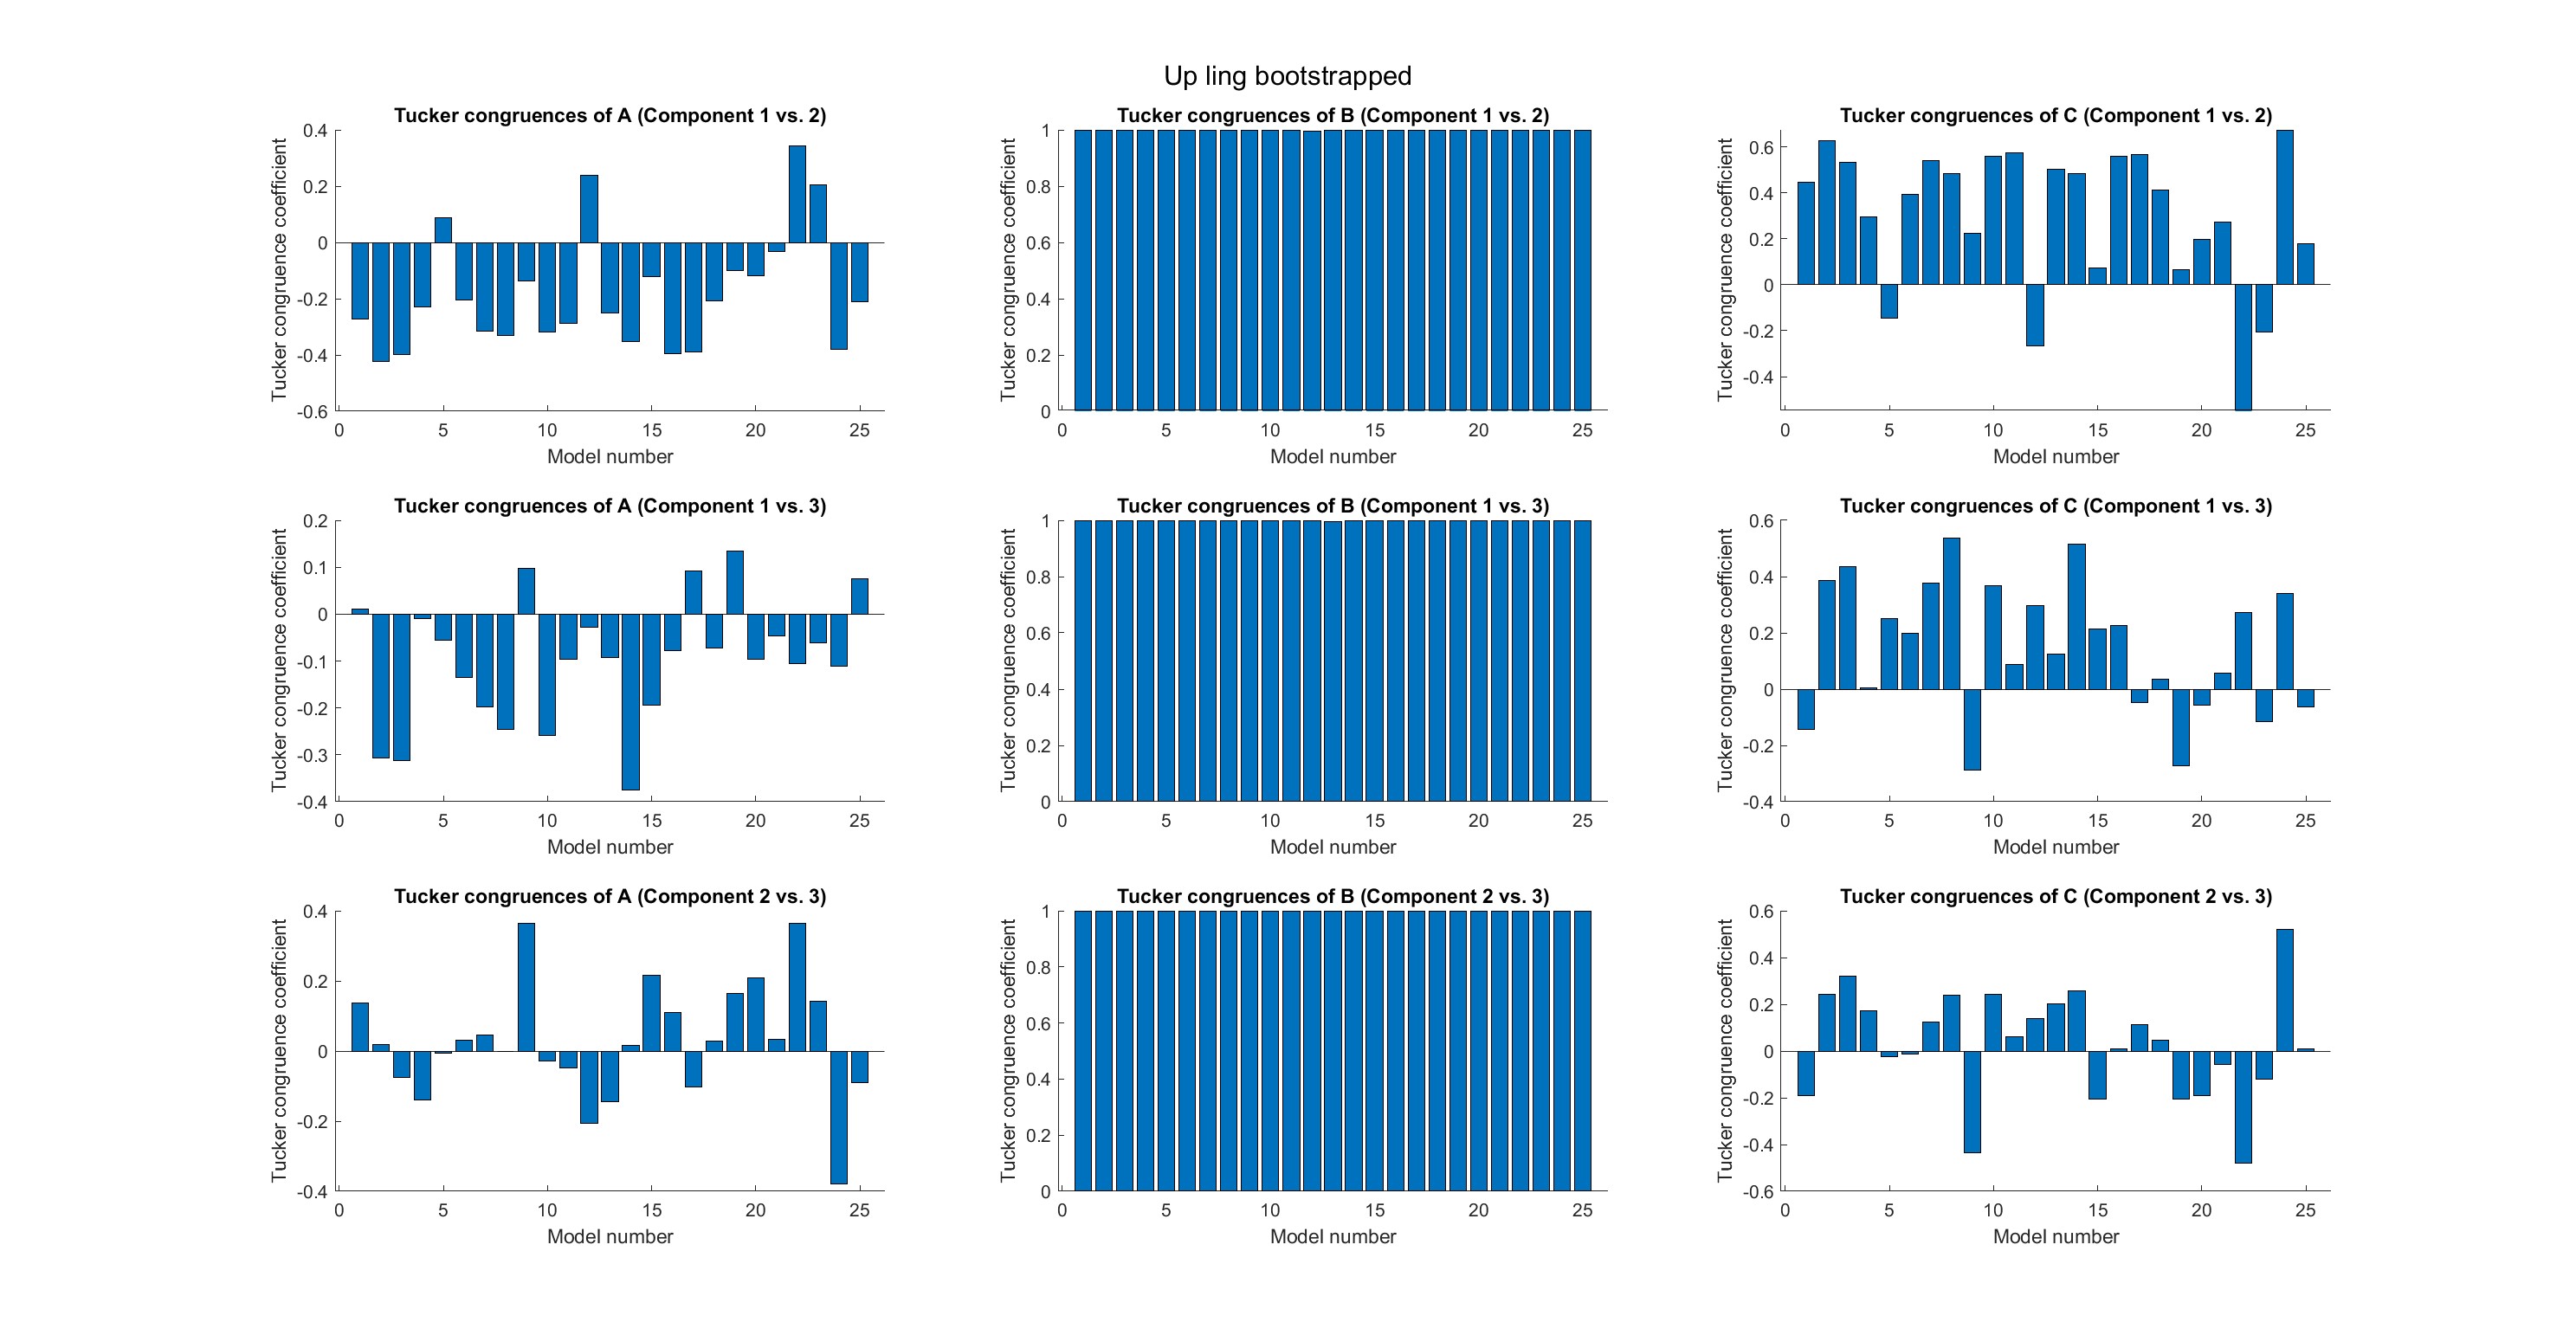 Up ling bootstrapped
Tucker congruences of A (Component 1 vs. 2)
Tucker congruence coefficient
0.4
0.2
0
-0.2
-0.4
-0.6
0 5 10 15 20 25
Model number
Tucker congruences of B (Component 1 vs. 2)
Tucker congruence coefficient
1
0.8
0.6
0.4
0.2
0
0 5 10 15 20 25
Model number
Tucker congruences of C (Component 1 vs. 2)
Tucker congruence coefficient
0.6
0.4
0.2
0
-0.2
-0.4
0 5 10 15 20 25
Model number
Tucker congruences of A (Component 1 vs. 3)
Tucker congruence coefficient
0.2
0.1
0
-0.1
-0.2
-0.3
-0.4
0 5 10 15 20 25
Model number
Tucker congruences of B (Component 1 vs. 3)
Tucker congruence coefficient
1
0.8
0.6
0.4
0.2
0
0 5 10 15 20 25
Model number
Tucker congruences of C (Component 1 vs. 3)
Tucker congruence coefficient
0.6
0.4
0.2
0
-0.2
-0.4
0 5 10 15 20 25
Model number
Tucker congruences of A (Component 2 vs. 3)
Tucker congruence coefficient
0.4
0.2
0
-0.2
-0.4
0 5 10 15 20 25
Model number
Tucker congruences of B (Component 2 vs. 3)
Tucker congruence coefficient
1
0.8
0.6
0.4
0.2
0
0 5 10 15 20 25
Model number
Tucker congruences of C (Component 2 vs. 3)
Tucker congruence coefficient
0.6
0.4
0.2
0
-0.2
-0.4
-0.6
0 5 10 15 20 25
Model number